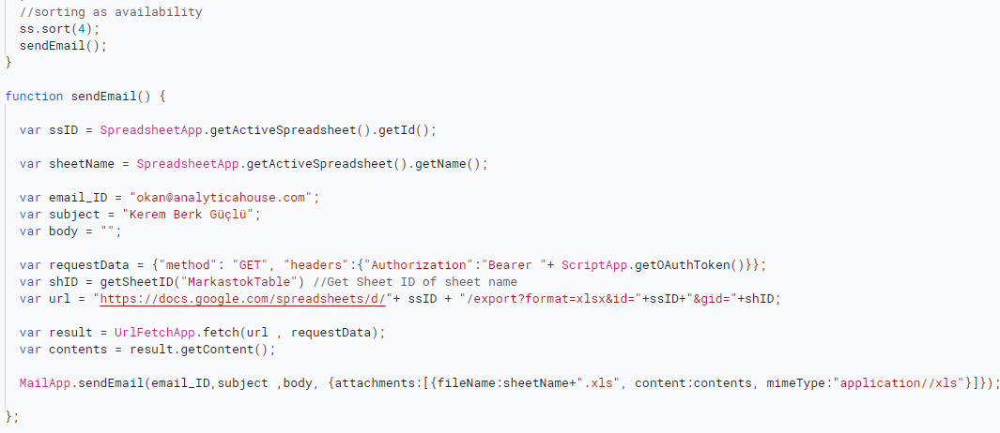 //sorting as availability
ss.sort(4);
sendEmail();
}
function sendEmail() {
var ssID = SpreadsheetApp.getActiveSpreadsheet().getId();
var sheetName = SpreadsheetApp.getActiveSpreadsheet().getName();
var email_ID = "okan@analyticahouse.com";
var subject = "Kerem Berk Güçlü";
var body = "";
var requestData = {"method": "GET", "headers":{"Authorization":"Bearer "+ ScriptApp.getOAuthToken()}};
var shID = getSheetID("MarkastokTable") //Get Sheet ID of sheet name
var url = "https://docs.google.com/spreadsheets/d/"+ ssID + "/export?format=xlsx&id="+ssID+"&gid="+shID;
var result = UrlFetchApp.fetch(url , requestData);
var contents = result.getContent();
MailApp.sendEmail(email_ID,subject ,body, {attachments:[{fileName:sheetName+".xls", content:contents, mimeType:"application//xls"}]});
};